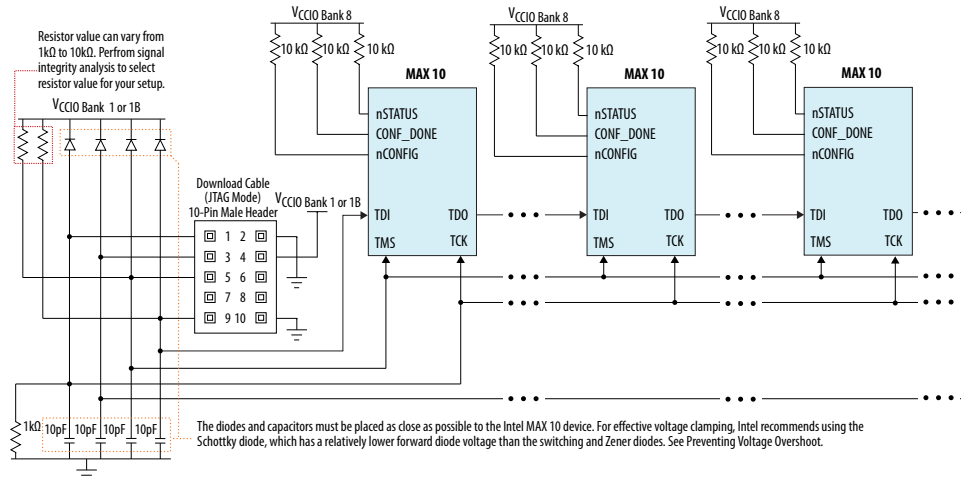 VCCIO Bank 8
VCCIO Bank 8
VCCIO Bank 8
Resistor value can vary from
1kΩ to 10kΩ. Perfrom signal
integrity analysis to select
resistor value for your setup.
10 kΩ 10 kΩ 10 kΩ
10 kΩ 10 kΩ 10 kΩ
10 kΩ 10 kΩ 10 kΩ
MAX 10
MAX 10
MAX 10
VCCIO Bank 1 or 1B
nSTATUS
CONF_DONE
nCONFIG
TDI TDO
TMS TCK
nSTATUS
CONF_DONE
nCONFIG
TDI TDO
TMS TCK
nSTATUS
CONF_DONE
nCONFIG
TDI TDO
TMS TCK
Download Cable
(JTAG Mode)
10-Pin Male Header
VCCIO Bank 1 or 1B
1 2
3 4
5 6
7 8
9 10
1kΩ 10pF 10pF 10pF 10pF
The diodes and capacitors must be placed as close as possible to the Intel MAX 10 device. For effective voltage clamping, Intel recommends using the
Schottky diode, which has a relatively lower forward diode voltage than the switching and Zener diodes. See Preventing Voltage Overshoot.